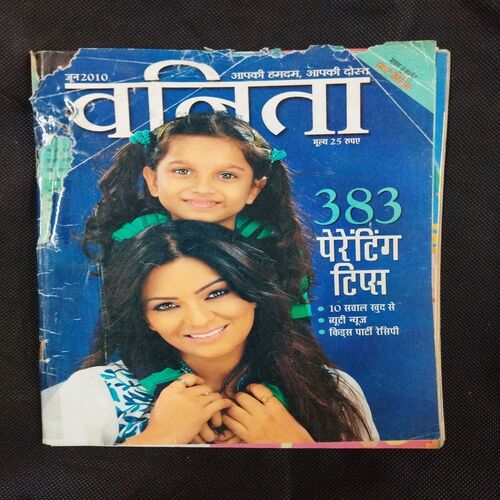 जून 2010
आपकी हमदम, आपकी दोस्त
वनिता
मूल्य 25 रुपए
383
पेरेंटिंग
टिप्स
• 10 सवाल खुद से
• ब्यूटी न्यूज़
• किड्स पार्टी रेसिपी